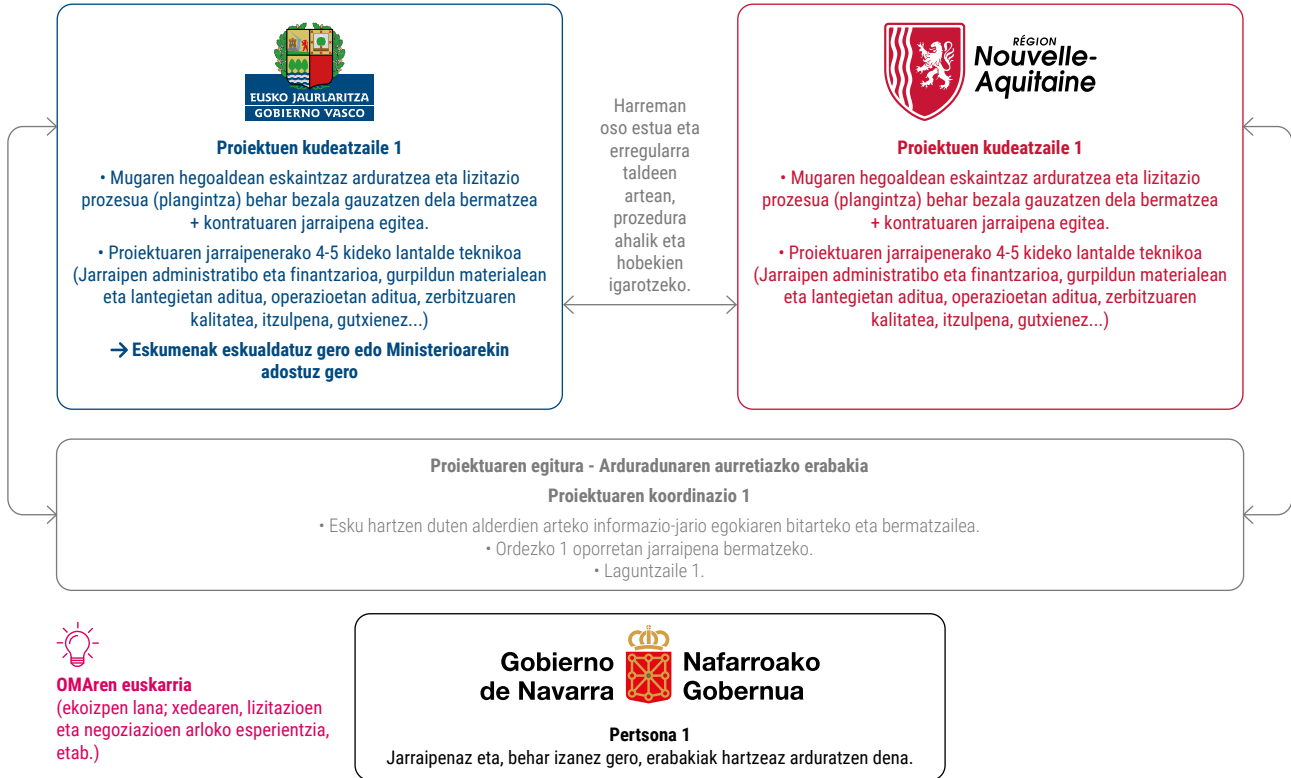 EUSKO JAURLARITZA
GOBIERNO VASCO
Proiektuen kudeatzaile 1
• Mugaren hegoaldean eskaintzaz arduratzea eta lizitazio
prozesua (plangintza) behar bezala gauzatzen dela bermatzea
+ kontratuaren jarraipena egitea.
• Proiektuaren jarraipenerako 4-5 kideko lantalde teknikoa
(Jarraipen administratibo eta finantzarioa, gurpildun materialean
eta lantegietan aditua, operazioetan aditua, zerbitzuaren
kalitatea, itzulpena, gutxienez...)
→ Eskumenak eskualdatuz gero edo Ministerioarekin
adostuz gero
Harreman
oso estua eta
erregularra
taldeen
artean,
prozedura
ahalik eta
hobekien
igarotzeko.
RÉGION
Nouvelle-
Aquitaine
Proiektuen kudeatzaile 1
• Mugaren hegoaldean eskaintzaz arduratzea eta lizitazio
prozesua (plangintza) behar bezala gauzatzen dela bermatzea
+ kontratuaren jarraipena egitea.
• Proiektuaren jarraipenerako 4-5 kideko lantalde teknikoa
(Jarraipen administratibo eta finantzarioa, gurpildun materialean
eta lantegietan aditua, operazioetan aditua, zerbitzuaren
kalitatea, itzulpena, gutxienez...)
Proiektuaren egitura - Arduradunaren aurretiazko erabakia
Proiektuaren koordinazio 1
• Esku hartzen duten alderdien arteko informazio-jario egokiaren bitarteko eta bermatzailea.
• Ordezko 1 oporretan jarraipena bermatzeko.
• Laguntzaile 1.
OMAren euskarria
(ekoizpen lana; xedearen, lizitazioen
eta negoziazioen arloko esperientzia,
etab.)
Gobierno
de Navarra
Nafarroako
Gobernua
Pertsona 1
Jarraipenaz eta, behar izanez gero, erabakiak hartzeaz arduratzen dena.